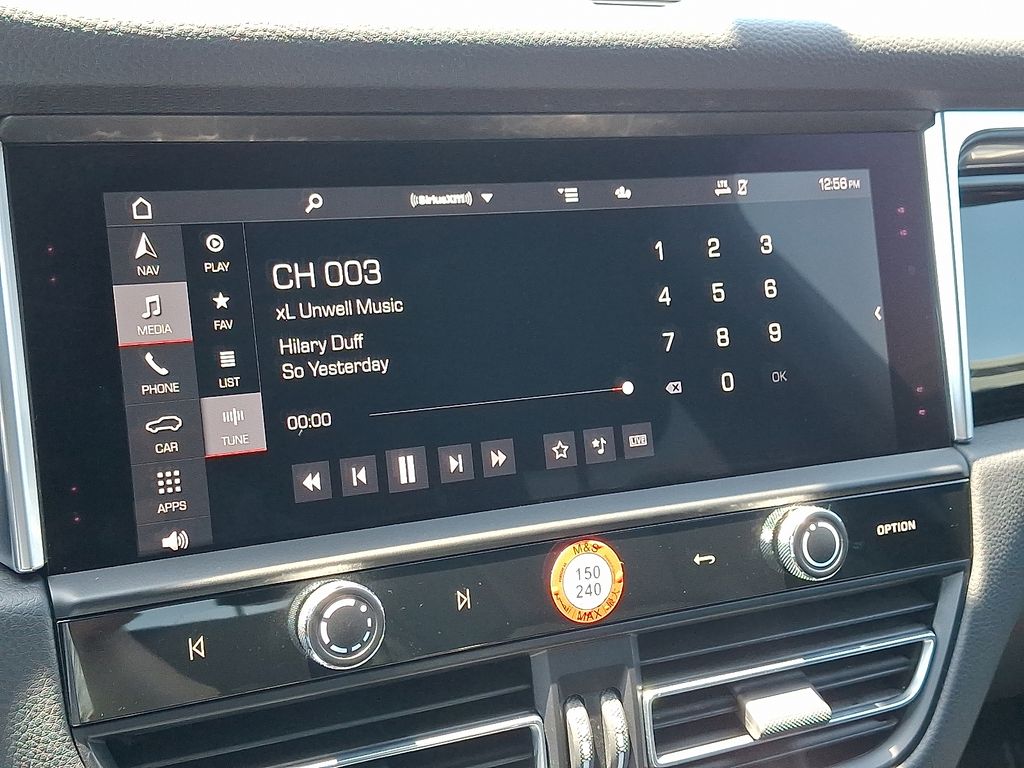 ((SiriusXM))
LTE
12:56 PM
NAV
MEDIA
PHONE
CAR
APPS
PLAY
FAV
LIST
TUNE
CH 003
xL Unwell Music
Hilary Duff
So Yesterday
00:00
1 2 3
4 5 6
7 8 9
0 OK
LIVE
M&S
150
240
MAX
OPTION